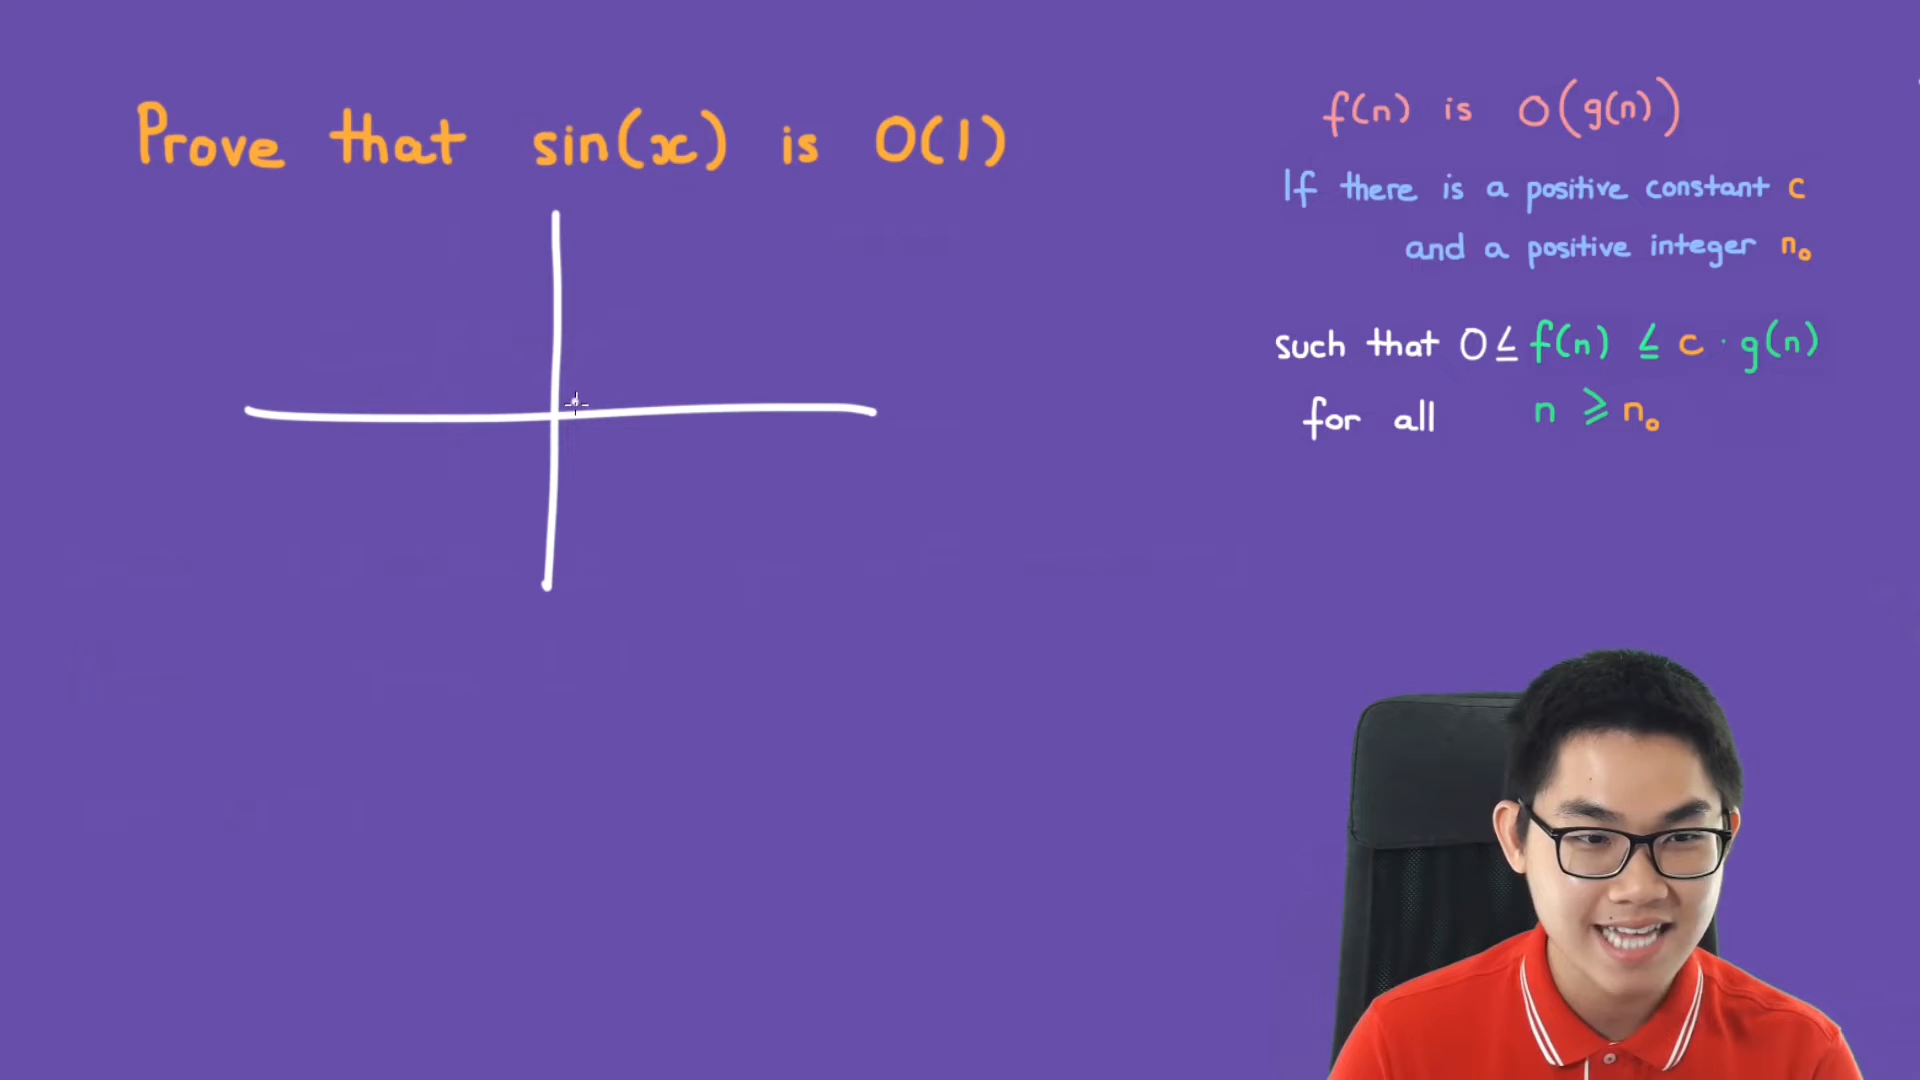 Prove that sin(x) is O(1)
f(n) is O(g(n))
If there is a positive constant c
and a positive integer n₀
such that 0 ≤ f(n) ≤ c · g(n)
for all n ≥ n₀